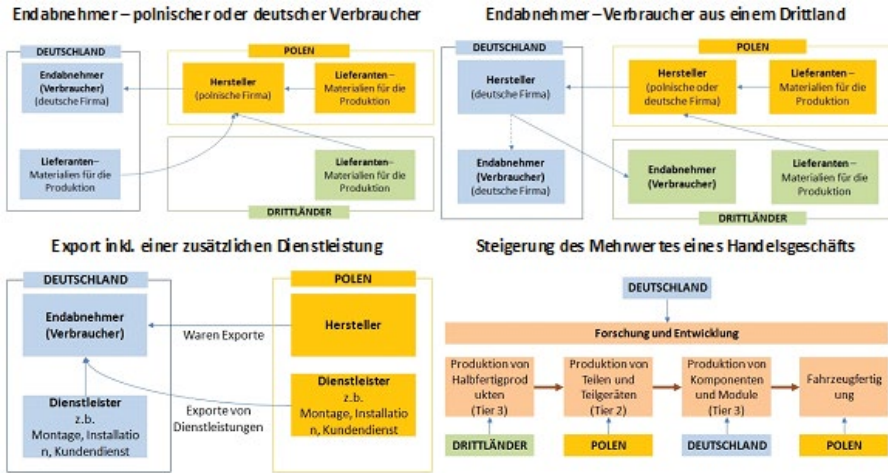 Endabnehmer – polnischer oder deutscher Verbraucher
DEUTSCHLAND
POLEN
Endabnehmer
(Verbraucher)
(deutsche Firma)
Hersteller
(polnische Firma)
Lieferanten –
Materialien für die
Produktion
Lieferanten–
Materialien für die
Produktion
Lieferanten –
Materialien für die
Produktion
DRITTLÄNDER
Endabnehmer – Verbraucher aus einem Drittland
DEUTSCHLAND
POLEN
Hersteller
(deutsche Firma)
Hersteller
(polnische oder
deutsche Firma)
Lieferanten –
Materialien für die
Produktion
Endabnehmer
(Verbraucher)
(deutsche Firma)
Endabnehmer
(Verbraucher)
Lieferanten –
Materialien für die
Produktion
DRITTLÄNDER
Export inkl. einer zusätzlichen Dienstleistung
DEUTSCHLAND
POLEN
Endabnehmer
(Verbraucher)
Waren Exporte
Hersteller
Dienstleister
z.b.
Montage, Installatio
n, Kundendienst
Exporte von
Dienstleistungen
Dienstleister
z.b.
Montage, Installatio
n, Kundendienst
Steigerung des Mehrwertes eines Handelsgeschäfts
DEUTSCHLAND
Forschung und Entwicklung
Produktion von
Halbfertigprod
ukten
(Tier 3)
Produktion von
Teilen und
Teilgeräten
(Tier 2)
Produktion von
Komponenten
und Module
(Tier 3)
Fahrzeugfertig
ung
DRITTLÄNDER
POLEN
DEUTSCHLAND
POLEN